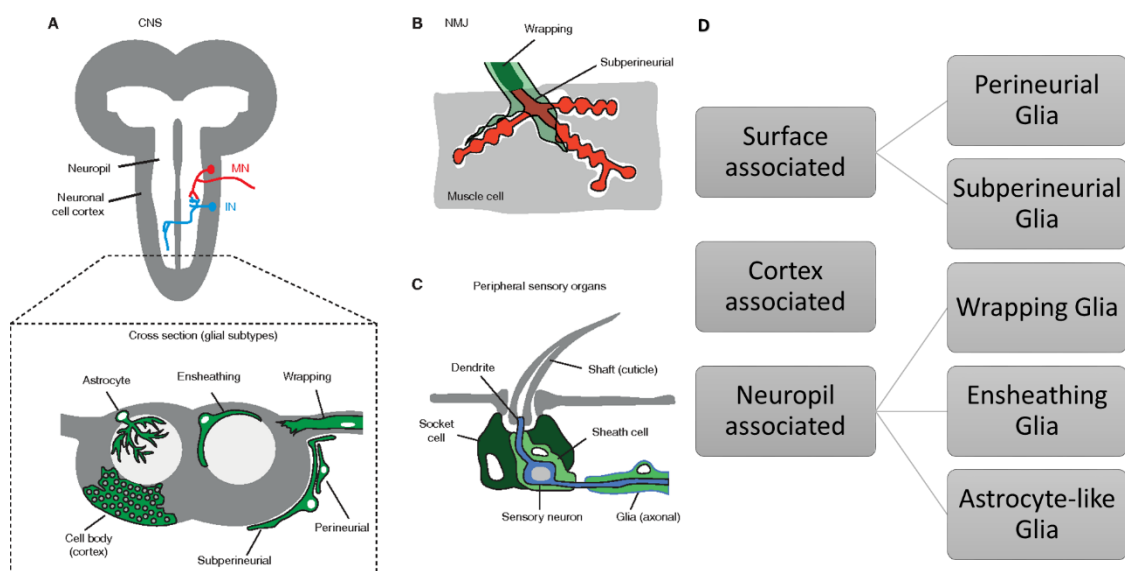 A
CNS
Neuropil
Neuronal
cell cortex
MN
IN
Cross section (glial subtypes)
Astrocyte
Ensheathing
Wrapping
Cell body
(cortex)
Subperineurial
Perineurial
B
NMJ
Wrapping
Subperineurial
Muscle cell
C
Peripheral sensory organs
Dendrite
Shaft (cuticle)
Socket
cell
Sheath cell
Sensory neuron
Glia (axonal)
D
Surface
associated
Perineurial
Glia
Subperineurial
Glia
Cortex
associated
Neuropil
associated
Wrapping Glia
Ensheathing
Glia
Astrocyte-like
Glia